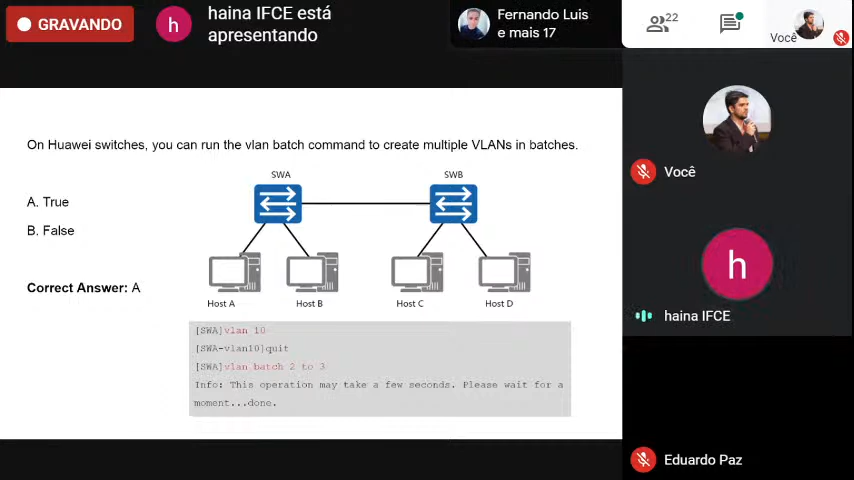 GRAVANDO
h
haina IFCE está
apresentando
Fernando Luis
e mais 17
22
Você
On Huawei switches, you can run the vlan batch command to create multiple VLANs in batches.
SWA
SWB
A. True
B. False
Host A
Host B
Host C
Host D
Correct Answer: A
[SWA]vlan 10
[SWA-vlan10]quit
[SWA]vlan batch 2 to 3
Info: This operation may take a few seconds. Please wait for a
moment...done.
Você
h
haina IFCE
Eduardo Paz